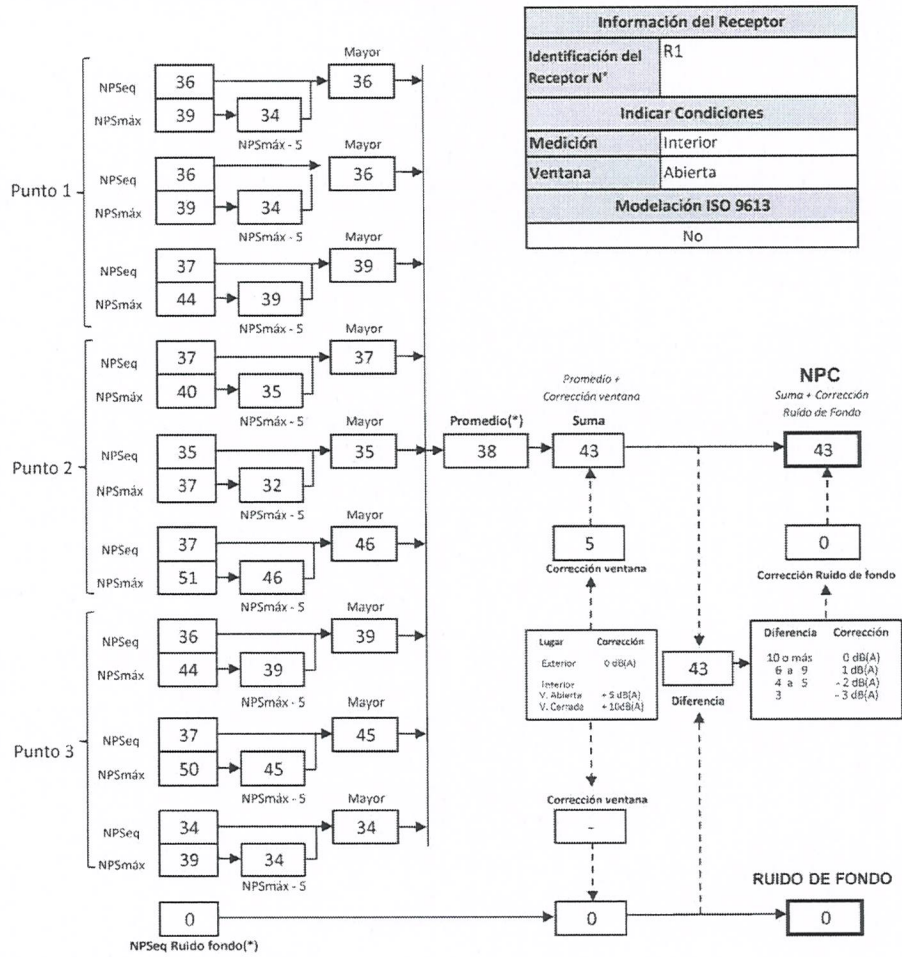 Información del Receptor
Identificación del Receptor N°
R1
Indicar Condiciones
Medición
Interior
Ventana
Abierta
Modelación ISO 9613
No
Punto 1
NPSeq
36
Mayor
36
NPSmáx
39
34
NPSmáx - 5
NPSeq
36
Mayor
36
NPSmáx
39
34
NPSmáx - 5
NPSeq
37
Mayor
39
NPSmáx
44
39
NPSmáx - 5
Punto 2
NPSeq
37
Mayor
37
NPSmáx
40
35
NPSmáx - 5
NPSeq
35
Mayor
35
NPSmáx
37
32
NPSmáx - 5
NPSeq
37
Mayor
46
NPSmáx
51
46
NPSmáx - 5
Punto 3
NPSeq
36
Mayor
39
NPSmáx
44
39
NPSmáx - 5
NPSeq
37
Mayor
45
NPSmáx
50
45
NPSmáx - 5
NPSeq
34
Mayor
34
NPSmáx
39
34
NPSmáx - 5
0
NPSeq Ruido fondo(*)
Promedio(*)
38
Promedio +
Corrección ventana
Suma
43
5
Corrección ventana
Lugar Corrección
Exterior 0 dB(A)
Interior
V. Abierta + 5 dB(A)
V. Cerrada + 10dB(A)
Corrección ventana
-
0
43
Diferencia
NPC
Suma + Corrección
Ruido de Fondo
43
0
Corrección Ruido de fondo
Diferencia Corrección
10 o más 0 dB(A)
6 a 9 1 dB(A)
4 a 5 - 2 dB(A)
3 - 3 dB(A)
RUIDO DE FONDO
0